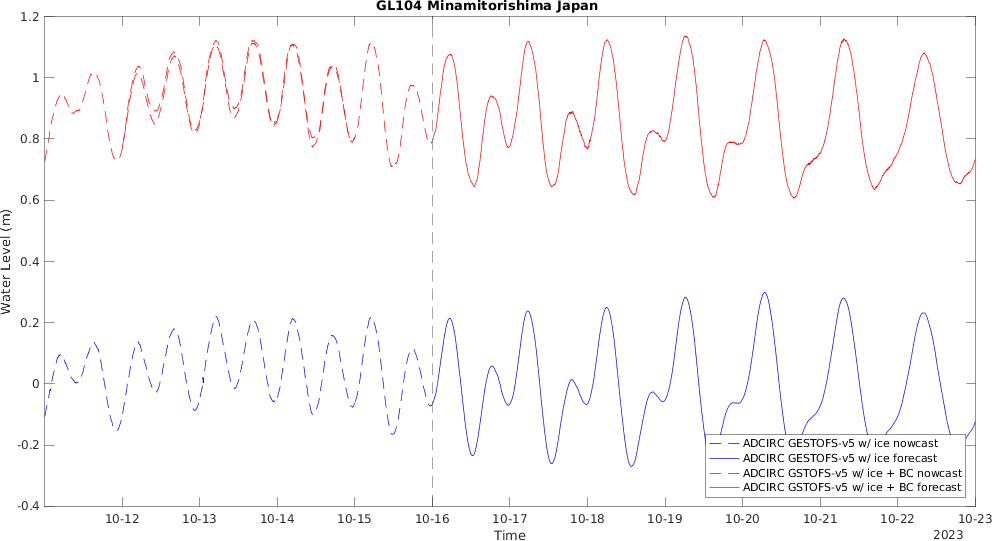 GL104 Minamitorishima Japan
Water Level (m)
1.2
1
0.8
0.6
0.4
0.2
0
-0.2
-0.4
ADCIRC GESTOFS-v5 w/ ice nowcast
ADCIRC GESTOFS-v5 w/ ice forecast
ADCIRC GSTOFS-v5 w/ ice + BC nowcast
ADCIRC GSTOFS-v5 w/ ice + BC forecast
10-12 10-13 10-14 10-15 10-16 10-17 10-18 10-19 10-20 10-21 10-22 10-23
Time
2023